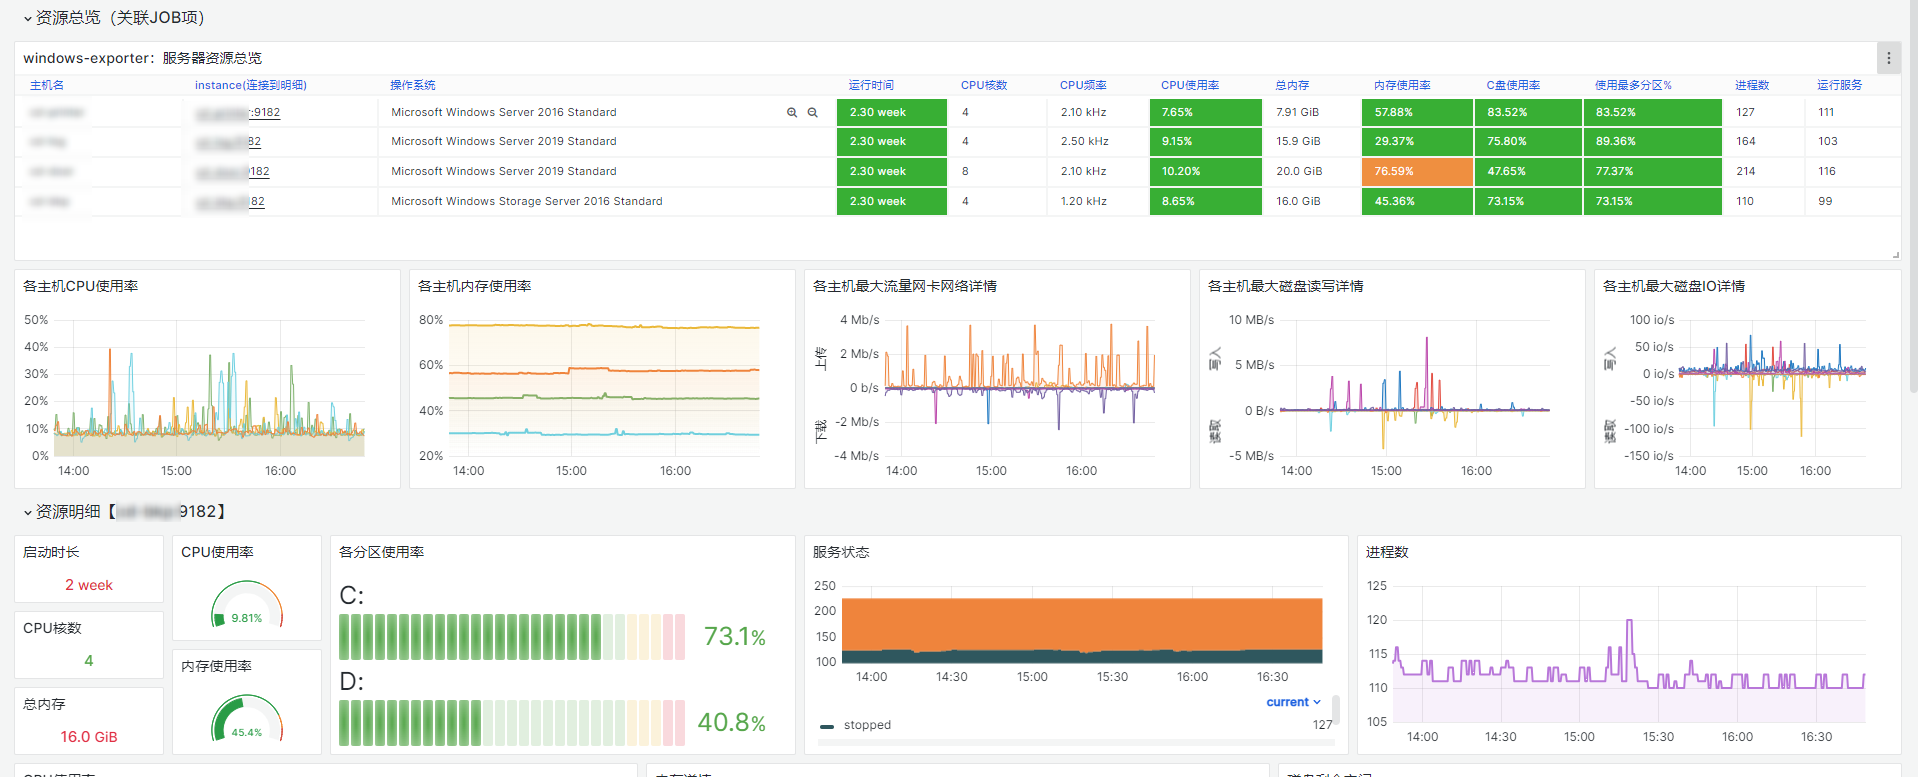 资源总览（关联JOB项）
windows-exporter：服务器资源总览
主机名 instance(连接到明细) 操作系统 运行时间 CPU核数 CPU频率 CPU使用率 总内存 内存使用率 C盘使用率 使用最多分区% 进程数 运行服务
:9182 Microsoft Windows Server 2016 Standard 2.30 week 4 2.10 kHz 7.65% 7.91 GiB 57.88% 83.52% 83.52% 127 111
82 Microsoft Windows Server 2019 Standard 2.30 week 4 2.50 kHz 9.15% 15.9 GiB 29.37% 75.80% 89.36% 164 103
9182 Microsoft Windows Server 2019 Standard 2.30 week 8 2.10 kHz 10.20% 20.0 GiB 76.59% 47.65% 77.37% 214 116
82 Microsoft Windows Storage Server 2016 Standard 2.30 week 4 1.20 kHz 8.65% 16.0 GiB 45.36% 73.15% 73.15% 110 99
各主机CPU使用率
50%
40%
30%
20%
10%
0%
14:00 15:00 16:00
各主机内存使用率
80%
60%
40%
20%
14:00 15:00 16:00
各主机最大流量网卡网络详情
上传
下载
4 Mb/s
2 Mb/s
0 b/s
-2 Mb/s
-4 Mb/s
14:00 15:00 16:00
各主机最大磁盘读写详情
写入
读取
10 MB/s
5 MB/s
0 B/s
-5 MB/s
14:00 15:00 16:00
各主机最大磁盘IO详情
写入
读取
100 io/s
50 io/s
0 io/s
-50 io/s
-100 io/s
-150 io/s
14:00 15:00 16:00
资源明细【 9182】
启动时长
2 week
CPU核数
4
总内存
16.0 GiB
CPU使用率
9.81%
内存使用率
45.4%
各分区使用率
C:
73.1%
D:
40.8%
服务状态
250
200
150
100
14:00 14:30 15:00 15:30 16:00 16:30
current
stopped 127
进程数
125
120
115
110
105
14:00 14:30 15:00 15:30 16:00 16:30